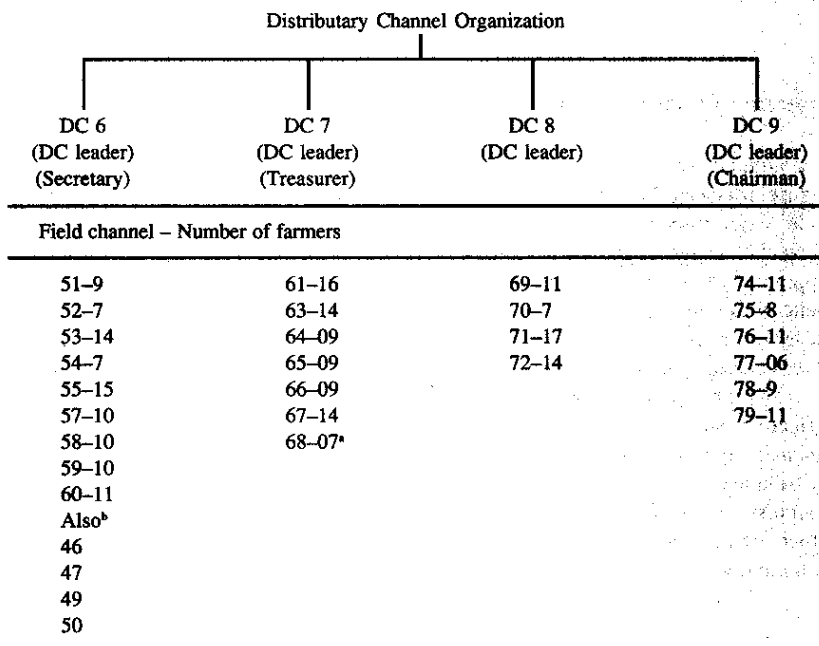 Distributary Channel Organization
DC 6 DC 7 DC 8 DC 9
(DC leader) (DC leader) (DC leader) (DC leader)
(Secretary) (Treasurer) (Chairman)
Field channel – Number of farmers
51–9 61–16 69–11 74–11
52–7 63–14 70–7 75–8
53–14 64–09 71–17 76–11
54–7 65–09 72–14 77–06
55–15 66–09 78–9
57–10 67–14 79–11
58–10 68–07ᵃ
59–10
60–11
Alsoᵇ
46
47
49
50